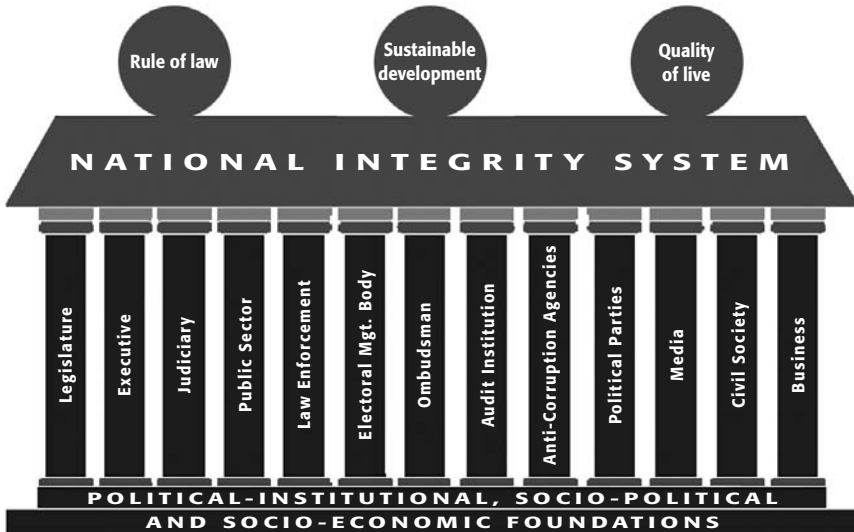 Rule of law
Sustainable
development
Quality
of live
NATIONAL INTEGRITY SYSTEM
Legislature
Executive
Judiciary
Public Sector
Law Enforcement
Electoral Mgt. Body
Ombudsman
Audit Institution
Anti-Corruption Agencies
Political Parties
Media
Civil Society
Business
POLITICAL-INSTITUTIONAL, SOCIO-POLITICAL
AND SOCIO-ECONOMIC FOUNDATIONS